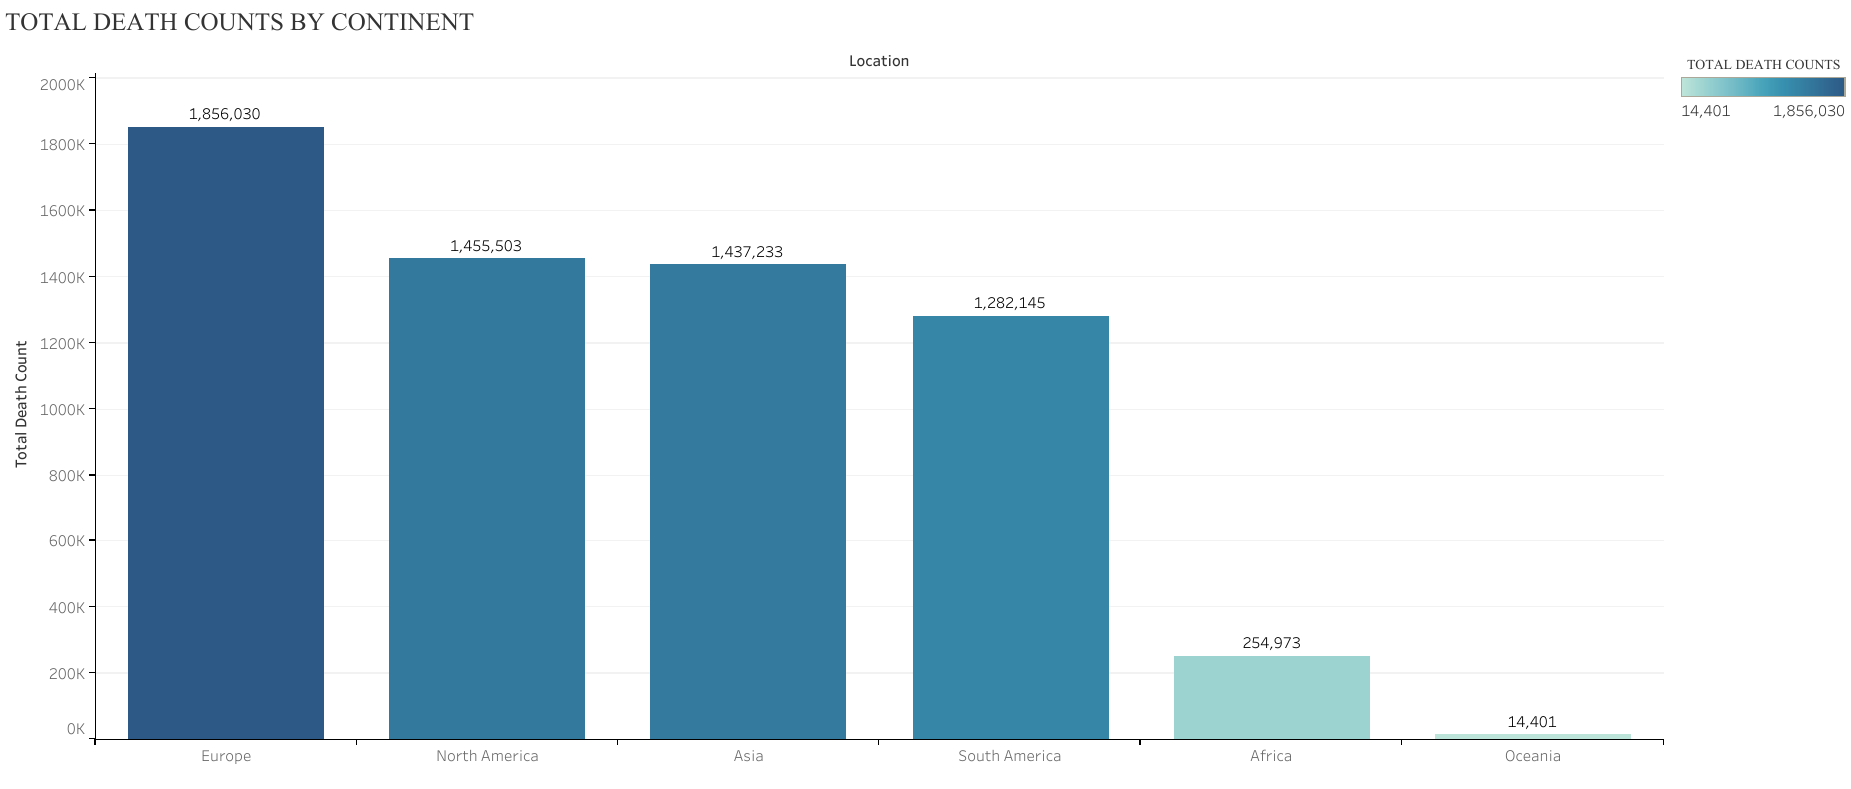 TOTAL DEATH COUNTS BY CONTINENT
Location
TOTAL DEATH COUNTS
14,401 1,856,030
Total Death Count
2000K
1800K
1600K
1400K
1200K
1000K
800K
600K
400K
200K
0K
1,856,030
1,455,503
1,437,233
1,282,145
254,973
14,401
Europe North America Asia South America Africa Oceania